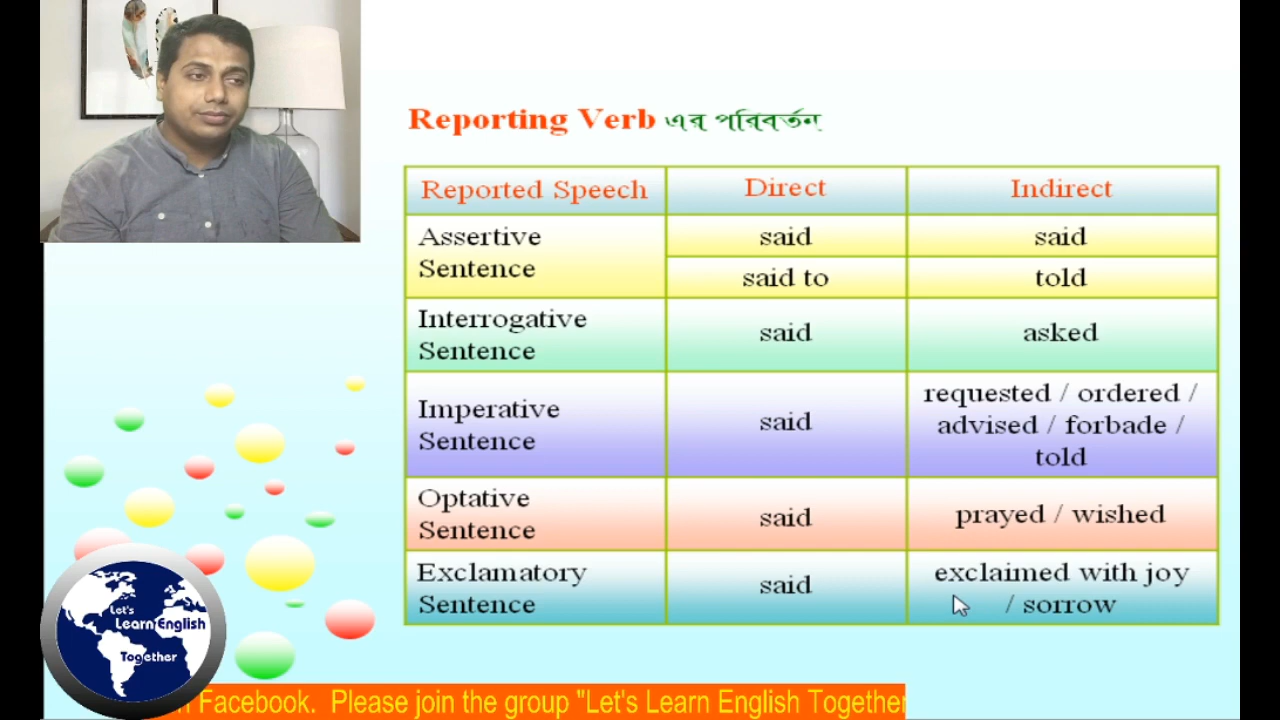 Reporting Verb এর পরিবর্তন
Reported Speech Direct Indirect
Assertive
Sentence
said said
said to told
Interrogative
Sentence
said asked
Imperative
Sentence
said
requested / ordered /
advised / forbade /
told
Optative
Sentence
said prayed / wished
Exclamatory
Sentence
said
exclaimed with joy
/ sorrow
Let's
Learn English
Together
Facebook. Please join the group "Let's Learn English Together